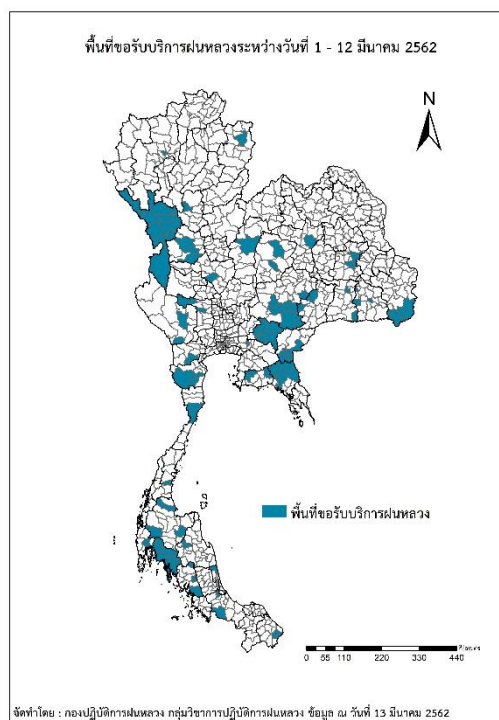 พื้นที่ขอรับบริการฝนหลวงระหว่างวันที่ 1 - 12 มีนาคม 2562
N
พื้นที่ขอรับบริการฝนหลวง
0 55 110 220 330 440
จัดทำโดย : กองปฏิบัติการฝนหลวง กลุ่มวิชาการปฏิบัติการฝนหลวง ข้อมูล ณ วันที่ 13 มีนาคม 2562